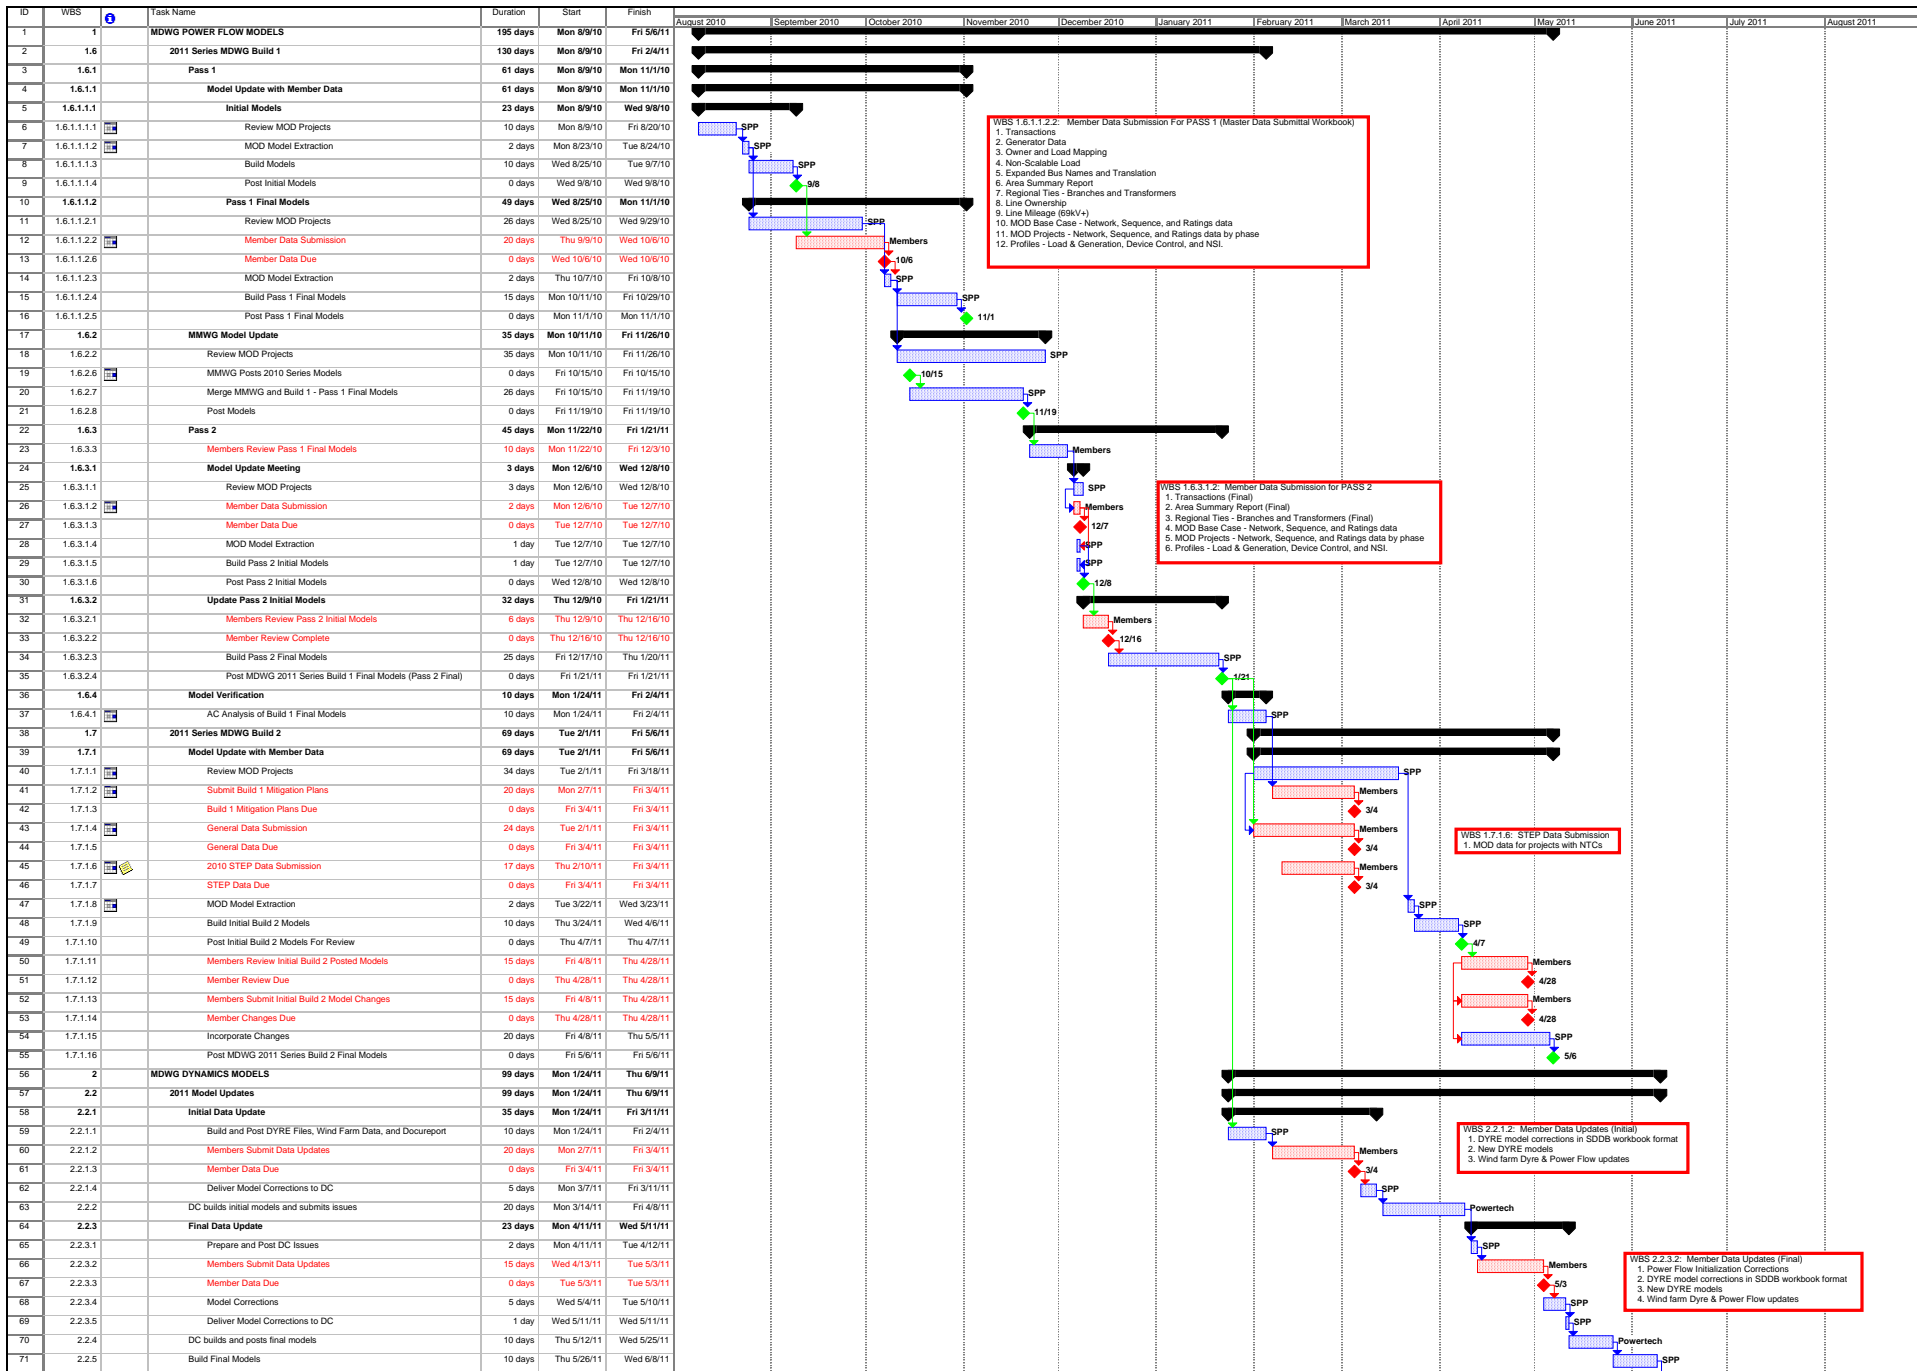 ID WBS Task Name Duration Start Finish
August 2010 September 2010 October 2010 November 2010 December 2010 January 2011 February 2011 March 2011 April 2011 May 2011 June 2011 July 2011 August 2011
1 1 MDWG POWER FLOW MODELS 195 days Mon 8/9/10 Fri 5/6/11
2 1.6 2011 Series MDWG Build 1 130 days Mon 8/9/10 Fri 2/4/11
3 1.6.1 Pass 1 61 days Mon 8/9/10 Mon 11/1/10
4 1.6.1.1 Model Update with Member Data 61 days Mon 8/9/10 Mon 11/1/10
5 1.6.1.1.1 Initial Models 23 days Mon 8/9/10 Wed 9/8/10
6 1.6.1.1.1.1 Review MOD Projects 10 days Mon 8/9/10 Fri 8/20/10 SPP
7 1.6.1.1.1.2 MOD Model Extraction 2 days Mon 8/23/10 Tue 8/24/10 SPP
8 1.6.1.1.1.3 Build Models 10 days Wed 8/25/10 Tue 9/7/10 SPP
9 1.6.1.1.1.4 Post Initial Models 0 days Wed 9/8/10 Wed 9/8/10 9/8
10 1.6.1.1.2 Pass 1 Final Models 49 days Wed 8/25/10 Mon 11/1/10
11 1.6.1.1.2.1 Review MOD Projects 26 days Wed 8/25/10 Wed 9/29/10 SPP
12 1.6.1.1.2.2 Member Data Submission 20 days Thu 9/9/10 Wed 10/6/10 Members
13 1.6.1.1.2.6 Member Data Due 0 days Wed 10/6/10 Wed 10/6/10 10/6
14 1.6.1.1.2.3 MOD Model Extraction 2 days Thu 10/7/10 Fri 10/8/10 SPP
15 1.6.1.1.2.4 Build Pass 1 Final Models 15 days Mon 10/11/10 Fri 10/29/10 SPP
16 1.6.1.1.2.5 Post Pass 1 Final Models 0 days Mon 11/1/10 Mon 11/1/10 11/1
WBS 1.6.1.1.2.2: Member Data Submission For PASS 1 (Master Data Submittal Workbook)
1. Transactions
2. Generator Data
3. Owner and Load Mapping
4. Non-Scalable Load
5. Expanded Bus Names and Translation
6. Area Summary Report
7. Regional Ties - Branches and Transformers
8. Line Ownership
9. Line Mileage (69kV+)
10. MOD Base Case - Network, Sequence, and Ratings data
11. MOD Projects - Network, Sequence, and Ratings data by phase
12. Profiles - Load & Generation, Device Control, and NSI.
17 1.6.2 MMWG Model Update 35 days Mon 10/11/10 Fri 11/26/10
18 1.6.2.2 Review MOD Projects 35 days Mon 10/11/10 Fri 11/26/10 SPP
19 1.6.2.6 MMWG Posts 2010 Series Models 0 days Fri 10/15/10 Fri 10/15/10 10/15
20 1.6.2.7 Merge MMWG and Build 1 - Pass 1 Final Models 26 days Fri 10/15/10 Fri 11/19/10 SPP
21 1.6.2.8 Post Models 0 days Fri 11/19/10 Fri 11/19/10 11/19
22 1.6.3 Pass 2 45 days Mon 11/22/10 Fri 1/21/11
23 1.6.3.3 Members Review Pass 1 Final Models 10 days Mon 11/22/10 Fri 12/3/10 Members
24 1.6.3.1 Model Update Meeting 3 days Mon 12/6/10 Wed 12/8/10
25 1.6.3.1.1 Review MOD Projects 3 days Mon 12/6/10 Wed 12/8/10 SPP
26 1.6.3.1.2 Member Data Submission 2 days Mon 12/6/10 Tue 12/7/10 Members
27 1.6.3.1.3 Member Data Due 0 days Tue 12/7/10 Tue 12/7/10 12/7
28 1.6.3.1.4 MOD Model Extraction 1 day Tue 12/7/10 Tue 12/7/10 SPP
29 1.6.3.1.5 Build Pass 2 Initial Models 1 day Tue 12/7/10 Tue 12/7/10 SPP
30 1.6.3.1.6 Post Pass 2 Initial Models 0 days Wed 12/8/10 Wed 12/8/10 12/8
WBS 1.6.3.1.2: Member Data Submission for PASS 2
1. Transactions (Final)
2. Area Summary Report (Final)
3. Regional Ties - Branches and Transformers (Final)
4. MOD Base Case - Network, Sequence, and Ratings data
5. MOD Projects - Network, Sequence, and Ratings data by phase
6. Profiles - Load & Generation, Device Control, and NSI.
31 1.6.3.2 Update Pass 2 Initial Models 32 days Thu 12/9/10 Fri 1/21/11
32 1.6.3.2.1 Members Review Pass 2 Initial Models 6 days Thu 12/9/10 Thu 12/16/10 Members
33 1.6.3.2.2 Member Review Complete 0 days Thu 12/16/10 Thu 12/16/10 12/16
34 1.6.3.2.3 Build Pass 2 Final Models 25 days Fri 12/17/10 Thu 1/20/11 SPP
35 1.6.3.2.4 Post MDWG 2011 Series Build 1 Final Models (Pass 2 Final) 0 days Fri 1/21/11 Fri 1/21/11 1/21
36 1.6.4 Model Verification 10 days Mon 1/24/11 Fri 2/4/11
37 1.6.4.1 AC Analysis of Build 1 Final Models 10 days Mon 1/24/11 Fri 2/4/11 SPP
38 1.7 2011 Series MDWG Build 2 69 days Tue 2/1/11 Fri 5/6/11
39 1.7.1 Model Update with Member Data 69 days Tue 2/1/11 Fri 5/6/11
40 1.7.1.1 Review MOD Projects 34 days Tue 2/1/11 Fri 3/18/11 SPP
41 1.7.1.2 Submit Build 1 Mitigation Plans 20 days Mon 2/7/11 Fri 3/4/11 Members
42 1.7.1.3 Build 1 Mitigation Plans Due 0 days Fri 3/4/11 Fri 3/4/11 3/4
43 1.7.1.4 General Data Submission 24 days Tue 2/1/11 Fri 3/4/11 Members
44 1.7.1.5 General Data Due 0 days Fri 3/4/11 Fri 3/4/11 3/4
45 1.7.1.6 2010 STEP Data Submission 17 days Thu 2/10/11 Fri 3/4/11 Members
46 1.7.1.7 STEP Data Due 0 days Fri 3/4/11 Fri 3/4/11 3/4
WBS 1.7.1.6: STEP Data Submission
1. MOD data for projects with NTCs
47 1.7.1.8 MOD Model Extraction 2 days Tue 3/22/11 Wed 3/23/11 SPP
48 1.7.1.9 Build Initial Build 2 Models 10 days Thu 3/24/11 Wed 4/6/11 SPP
49 1.7.1.10 Post Initial Build 2 Models For Review 0 days Thu 4/7/11 Thu 4/7/11 4/7
50 1.7.1.11 Members Review Initial Build 2 Posted Models 15 days Fri 4/8/11 Thu 4/28/11 Members
51 1.7.1.12 Member Review Due 0 days Thu 4/28/11 Thu 4/28/11 4/28
52 1.7.1.13 Members Submit Initial Build 2 Model Changes 15 days Fri 4/8/11 Thu 4/28/11 Members
53 1.7.1.14 Member Changes Due 0 days Thu 4/28/11 Thu 4/28/11 4/28
54 1.7.1.15 Incorporate Changes 20 days Fri 4/8/11 Thu 5/5/11 SPP
55 1.7.1.16 Post MDWG 2011 Series Build 2 Final Models 0 days Fri 5/6/11 Fri 5/6/11 5/6
56 2 MDWG DYNAMICS MODELS 99 days Mon 1/24/11 Thu 6/9/11
57 2.2 2011 Model Updates 99 days Mon 1/24/11 Thu 6/9/11
58 2.2.1 Initial Data Update 35 days Mon 1/24/11 Fri 3/11/11
59 2.2.1.1 Build and Post DYRE Files, Wind Farm Data, and Docureport 10 days Mon 1/24/11 Fri 2/4/11 SPP
60 2.2.1.2 Members Submit Data Updates 20 days Mon 2/7/11 Fri 3/4/11 Members
61 2.2.1.3 Member Data Due 0 days Fri 3/4/11 Fri 3/4/11 3/4
62 2.2.1.4 Deliver Model Corrections to DC 5 days Mon 3/7/11 Fri 3/11/11 SPP
WBS 2.2.1.2: Member Data Updates (Initial)
1. DYRE model corrections in SDDB workbook format
2. New DYRE models
3. Wind farm Dyre & Power Flow updates
63 2.2.2 DC builds initial models and submits issues 20 days Mon 3/14/11 Fri 4/8/11 Powertech
64 2.2.3 Final Data Update 23 days Mon 4/11/11 Wed 5/11/11
65 2.2.3.1 Prepare and Post DC Issues 2 days Mon 4/11/11 Tue 4/12/11 SPP
66 2.2.3.2 Members Submit Data Updates 15 days Wed 4/13/11 Tue 5/3/11 Members
67 2.2.3.3 Member Data Due 0 days Tue 5/3/11 Tue 5/3/11 5/3
68 2.2.3.4 Model Corrections 5 days Wed 5/4/11 Tue 5/10/11 SPP
69 2.2.3.5 Deliver Model Corrections to DC 1 day Wed 5/11/11 Wed 5/11/11 SPP
WBS 2.2.3.2: Member Data Updates (Final)
1. Power Flow Initialization Corrections
2. DYRE model corrections in SDDB workbook format
3. New DYRE models
4. Wind farm Dyre & Power Flow updates
70 2.2.4 DC builds and posts final models 10 days Thu 5/12/11 Wed 5/25/11 Powertech
71 2.2.5 Build Final Models 10 days Thu 5/26/11 Wed 6/8/11 SPP